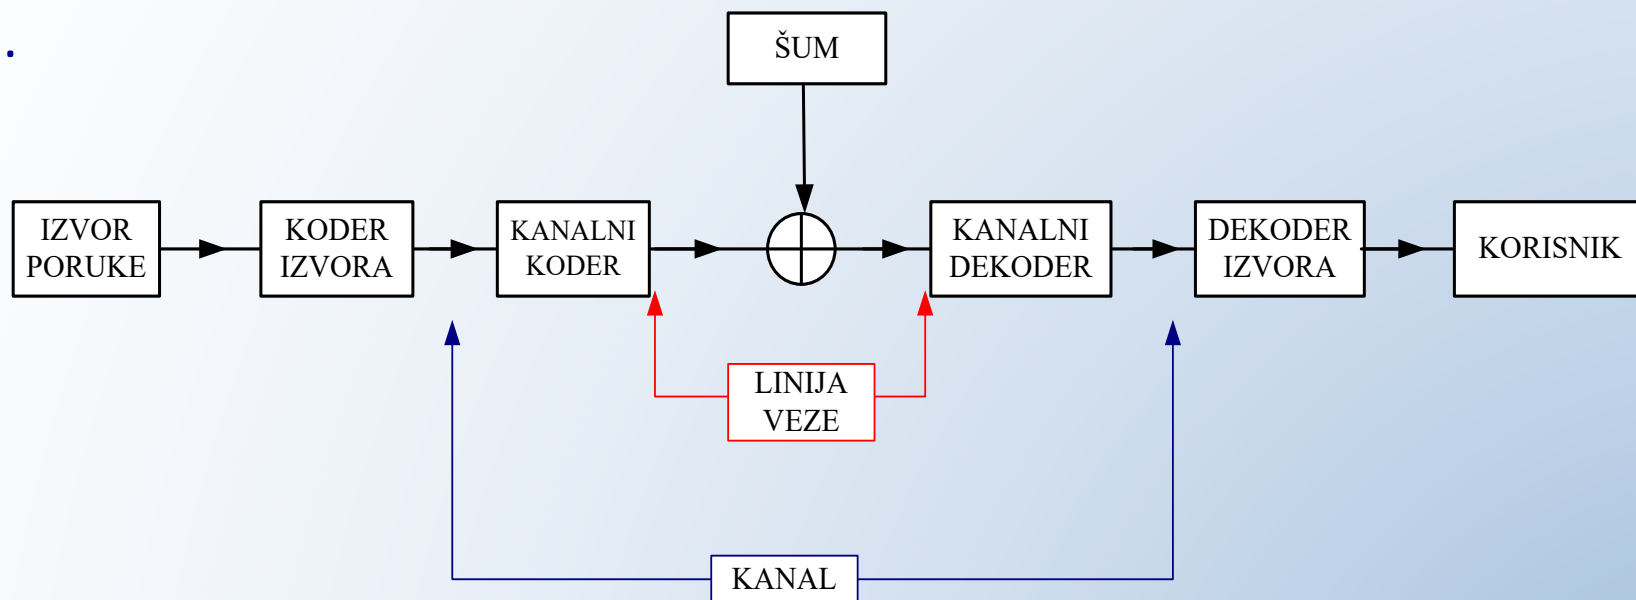 ŠUM
IZVOR
PORUKE
KODER
IZVORA
KANALNI
KODER
KANALNI
DEKODER
DEKODER
IZVORA
KORISNIK
LINIJA
VEZE
KANAL